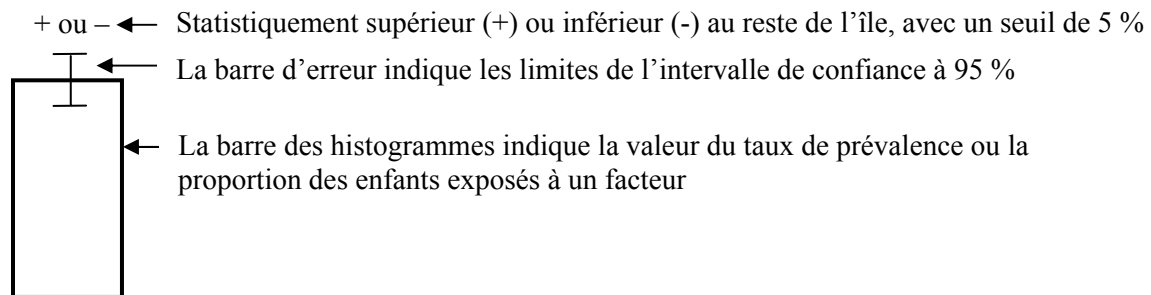 + ou – Statistiquement supérieur (+) ou inférieur (-) au reste de l’île, avec un seuil de 5 %
La barre d’erreur indique les limites de l’intervalle de confiance à 95 %
La barre des histogrammes indique la valeur du taux de prévalence ou la
proportion des enfants exposés à un facteur